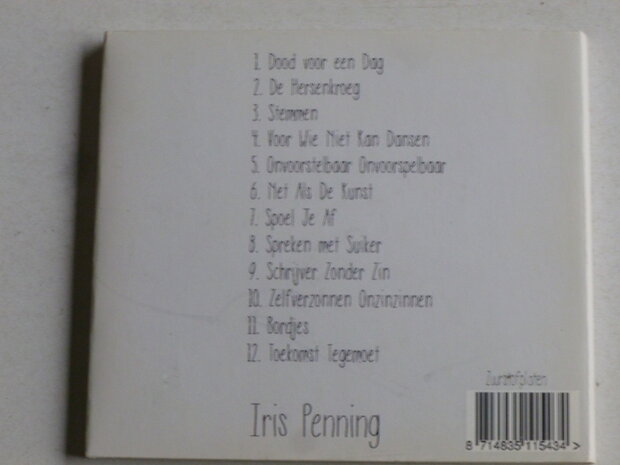 1. Dood voor een Dag
2. De Hersenkroeg
3. Stemmen
4. Voor Wie Niet Kan Dansen
5. Onvoorstelbaar Onvoorspelbaar
6. Net Als De Kunst
7. Spoel Je Af
8. Spreken met Suiker
9. Schrijver Zonder Zin
10. Zelfverzonnen Onzinzinnen
11. Bordjes
12. Toekomst Tegemoet
Zuurstofplaten
Iris Penning
8 714835 115434 >